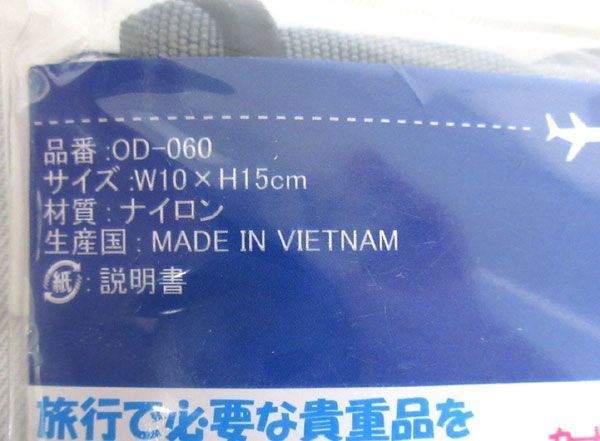 品番:OD-060
サイズ:W10×H15cm
材質:ナイロン
生産国:MADE IN VIETNAM
紙:説明書
旅行で必要な貴重品を